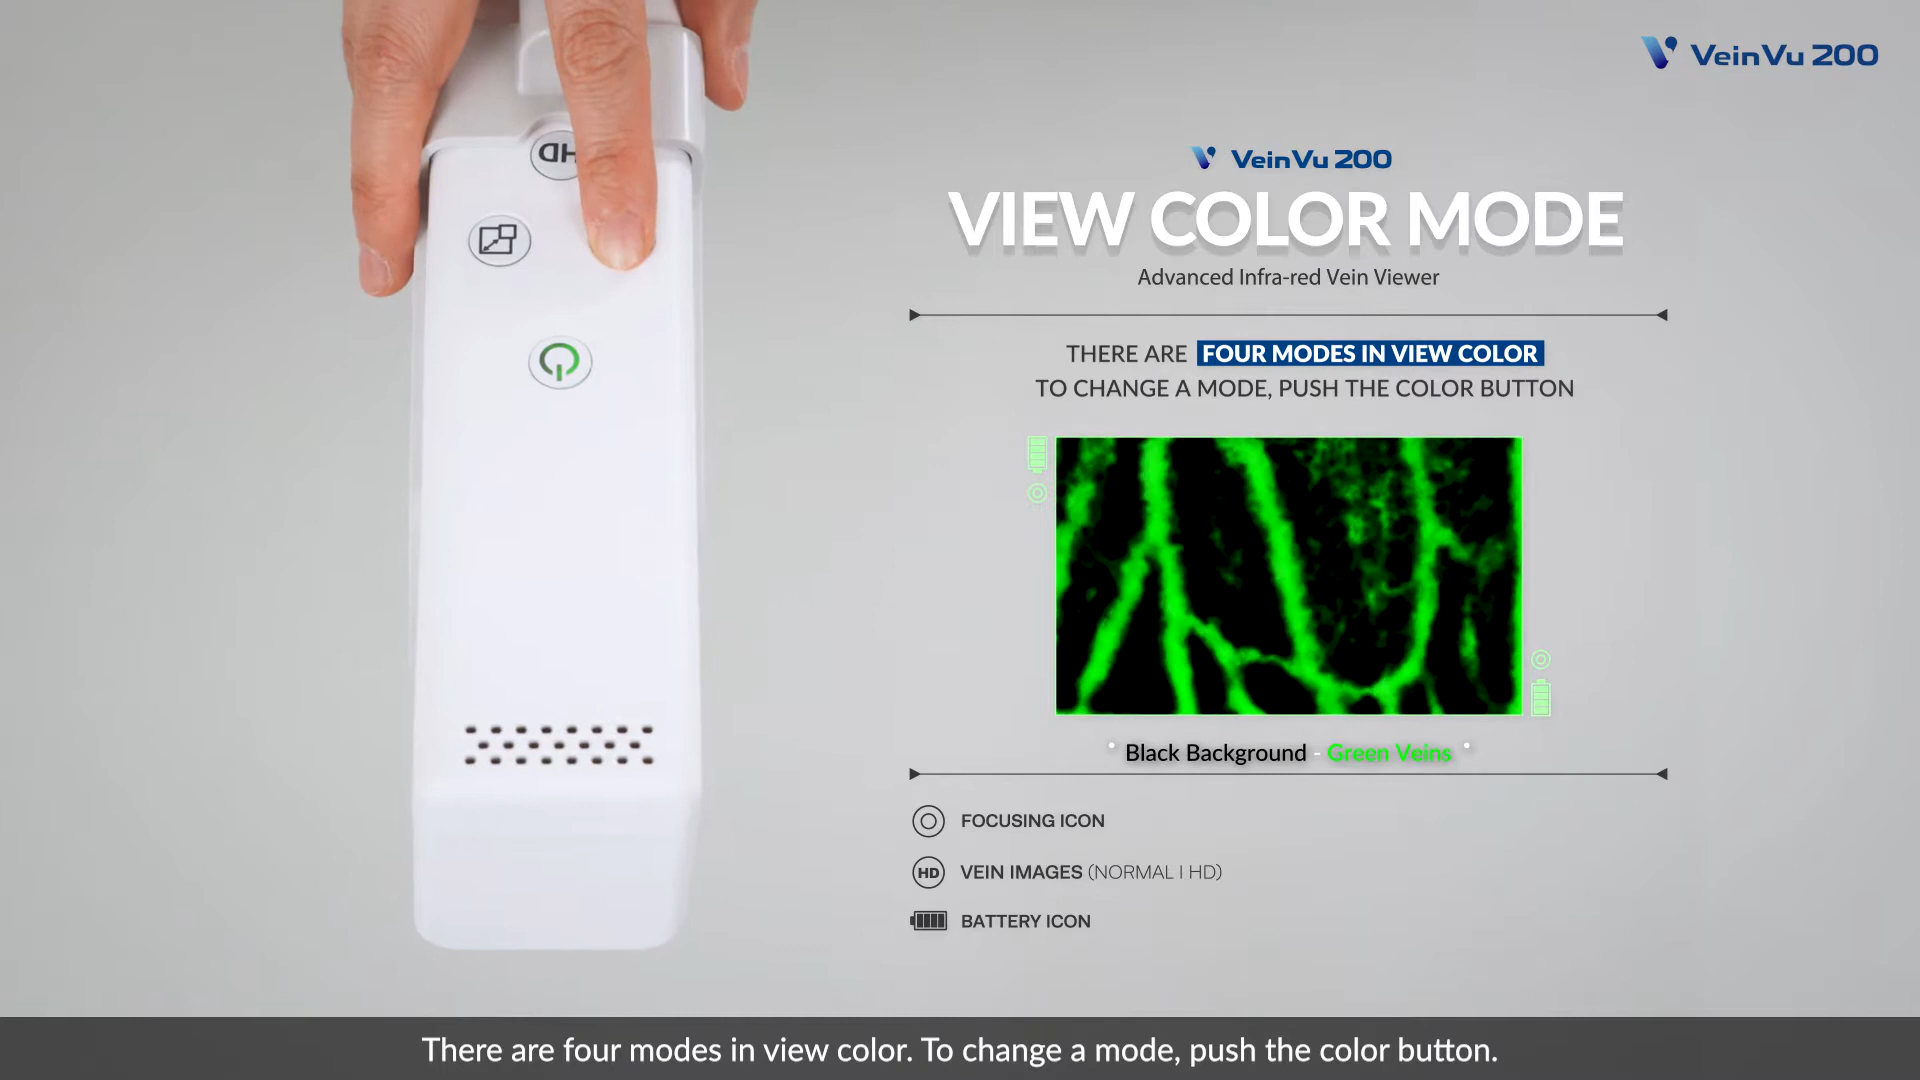 VeinVu 200
HD
VeinVu 200
VIEW COLOR MODE
Advanced Infra-red Vein Viewer
THERE ARE FOUR MODES IN VIEW COLOR
TO CHANGE A MODE, PUSH THE COLOR BUTTON
Black Background - Green Veins
FOCUSING ICON
HD VEIN IMAGES (NORMAL I HD)
BATTERY ICON
There are four modes in view color. To change a mode, push the color button.